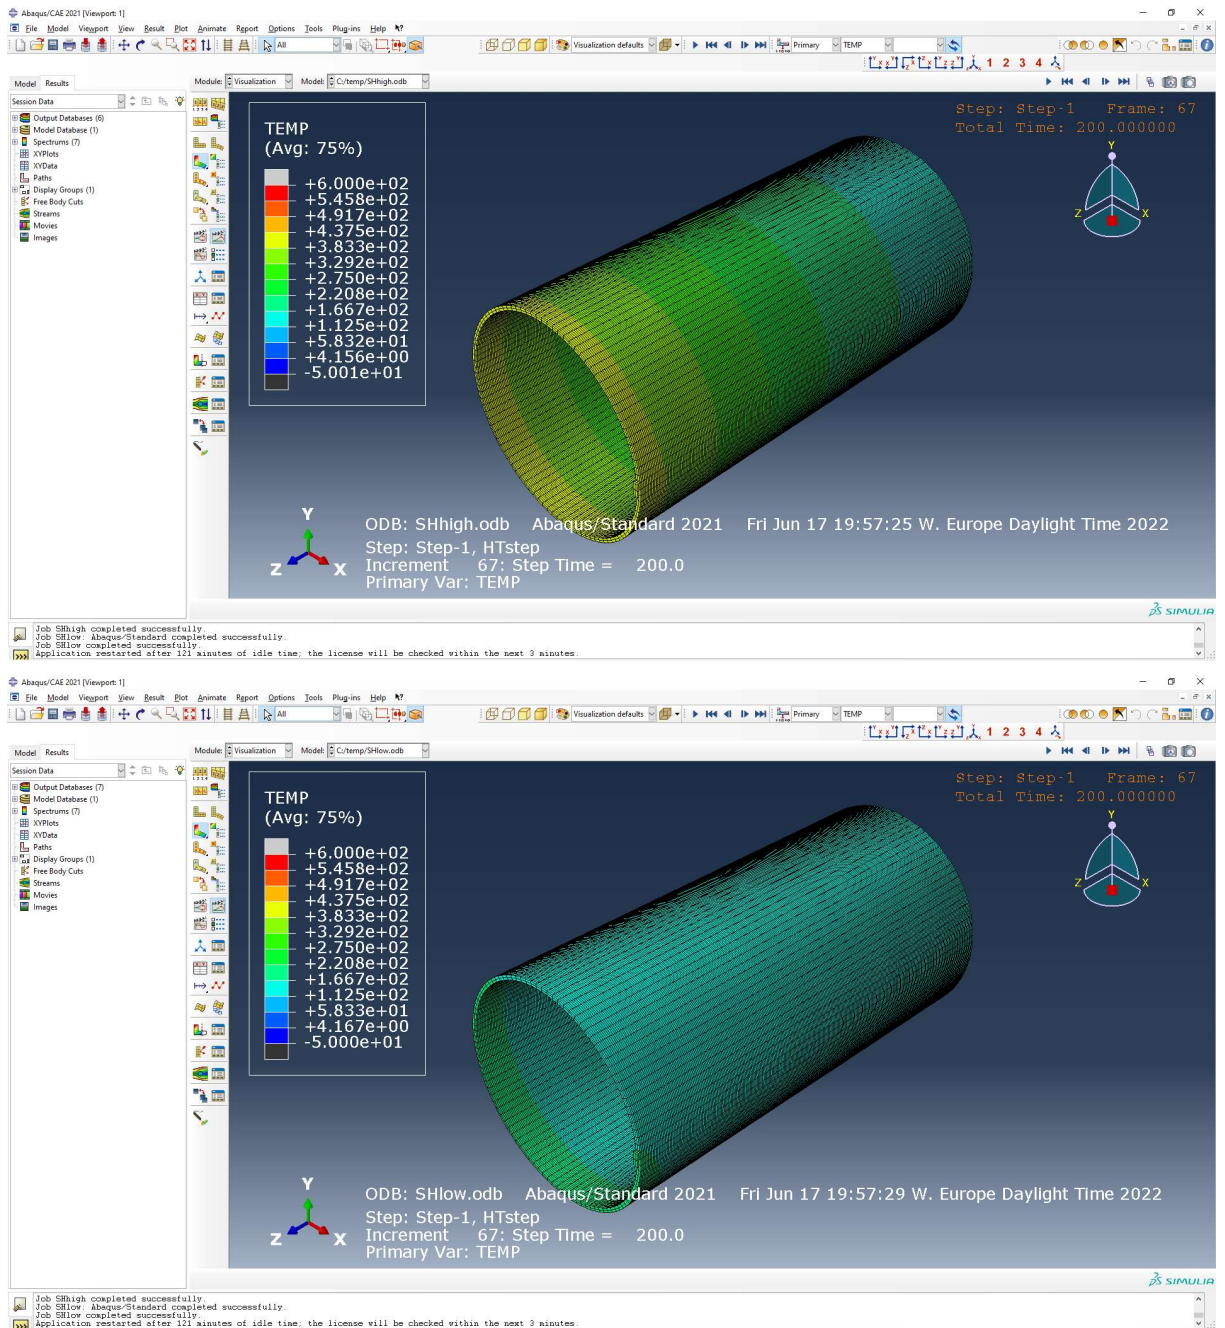 Abaqus/CAE 2021 [Viewport: 1]
File Model Viewport View Result Plot Animate Report Options Tools Plug-ins Help
All Visualization defaults Primary TEMP
1 2 3 4
Model Results Module: Visualization Model: C:/temp/SHhigh.odb
Session Data
Output Databases (6)
Model Database (1)
Spectrums (7)
XYPlots
XYData
Paths
Display Groups (1)
Free Body Cuts
Streams
Movies
Images
TEMP
(Avg: 75%)
+6.000e+02
+5.458e+02
+4.917e+02
+4.375e+02
+3.833e+02
+3.292e+02
+2.750e+02
+2.208e+02
+1.667e+02
+1.125e+02
+5.832e+01
+4.156e+00
-5.001e+01
Step: Step-1 Frame: 67
Total Time: 200.000000
Y
Z X
Y
Z X
ODB: SHhigh.odb Abaqus/Standard 2021 Fri Jun 17 19:57:25 W. Europe Daylight Time 2022
Step: Step-1, HTstep
Increment 67: Step Time = 200.0
Primary Var: TEMP
SIMULIA
Job SHhigh completed successfully.
Job SHlow: Abaqus/Standard completed successfully.
Job SHlow completed successfully.
Application restarted after 121 minutes of idle time; the license will be checked within the next 3 minutes.
Abaqus/CAE 2021 [Viewport: 1]
File Model Viewport View Result Plot Animate Report Options Tools Plug-ins Help
All Visualization defaults Primary TEMP
1 2 3 4
Model Results Module: Visualization Model: C:/temp/SHlow.odb
Session Data
Output Databases (7)
Model Database (1)
Spectrums (7)
XYPlots
XYData
Paths
Display Groups (1)
Free Body Cuts
Streams
Movies
Images
TEMP
(Avg: 75%)
+6.000e+02
+5.458e+02
+4.917e+02
+4.375e+02
+3.833e+02
+3.292e+02
+2.750e+02
+2.208e+02
+1.667e+02
+1.125e+02
+5.833e+01
+4.167e+00
-5.000e+01
Step: Step-1 Frame: 67
Total Time: 200.000000
Y
Z X
Y
Z X
ODB: SHlow.odb Abaqus/Standard 2021 Fri Jun 17 19:57:29 W. Europe Daylight Time 2022
Step: Step-1, HTstep
Increment 67: Step Time = 200.0
Primary Var: TEMP
SIMULIA
Job SHhigh completed successfully.
Job SHlow: Abaqus/Standard completed successfully.
Job SHlow completed successfully.
Application restarted after 121 minutes of idle time; the license will be checked within the next 3 minutes.